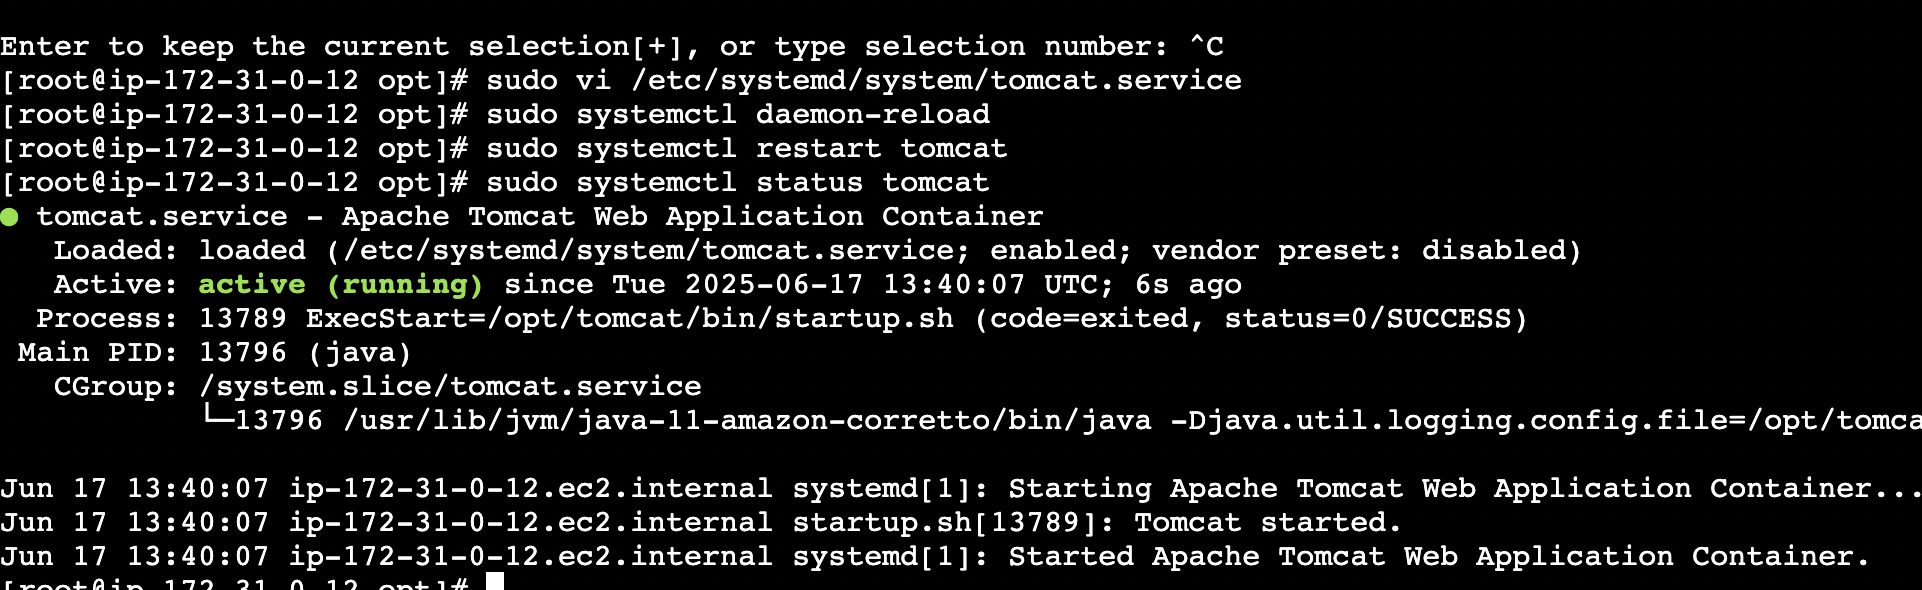 Enter to keep the current selection[+], or type selection number: ^C
[root@ip-172-31-0-12 opt]# sudo vi /etc/systemd/system/tomcat.service
[root@ip-172-31-0-12 opt]# sudo systemctl daemon-reload
[root@ip-172-31-0-12 opt]# sudo systemctl restart tomcat
[root@ip-172-31-0-12 opt]# sudo systemctl status tomcat
● tomcat.service - Apache Tomcat Web Application Container
   Loaded: loaded (/etc/systemd/system/tomcat.service; enabled; vendor preset: disabled)
   Active: active (running) since Tue 2025-06-17 13:40:07 UTC; 6s ago
  Process: 13789 ExecStart=/opt/tomcat/bin/startup.sh (code=exited, status=0/SUCCESS)
 Main PID: 13796 (java)
   CGroup: /system.slice/tomcat.service
           └─13796 /usr/lib/jvm/java-11-amazon-corretto/bin/java -Djava.util.logging.config.file=/opt/tomca
Jun 17 13:40:07 ip-172-31-0-12.ec2.internal systemd[1]: Starting Apache Tomcat Web Application Container...
Jun 17 13:40:07 ip-172-31-0-12.ec2.internal startup.sh[13789]: Tomcat started.
Jun 17 13:40:07 ip-172-31-0-12.ec2.internal systemd[1]: Started Apache Tomcat Web Application Container.
[root@ip-172-31-0-12 opt]#